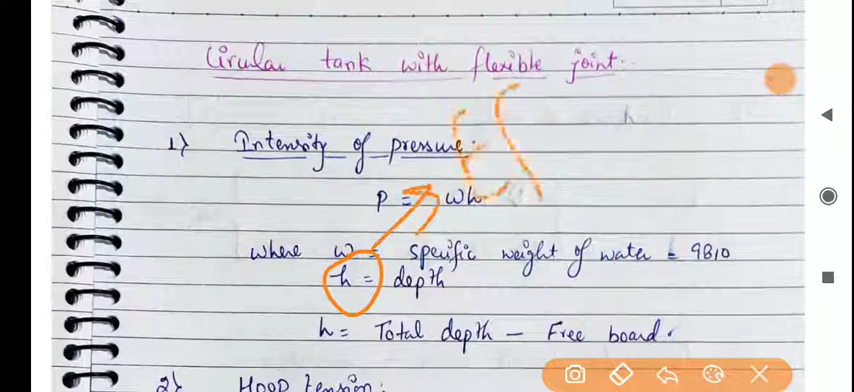 Cirular tank with flexible joint.
h
1) Intensity of pressure.
P = wh
where w = specific weight of water = 9810
h = depth
h = Total depth - Free board.
2) Hoop tension: